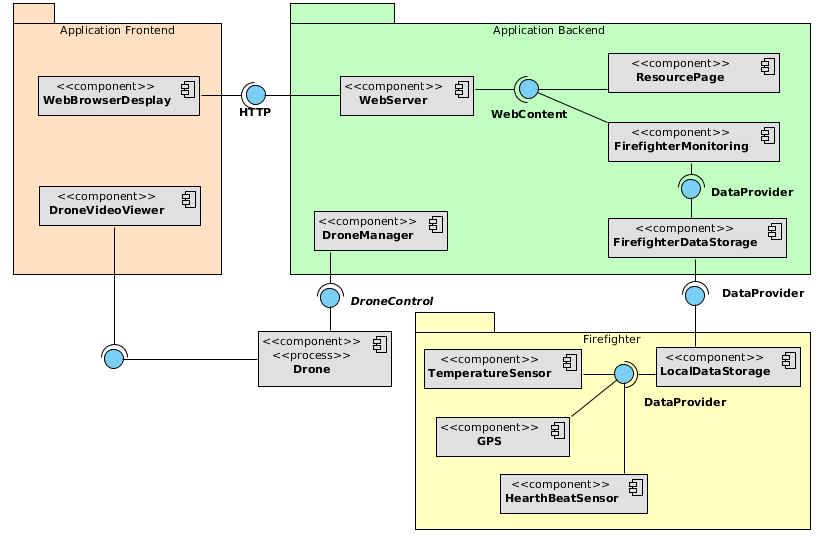 Application Frontend
Application Backend
<<component>>
WebBrowserDesplay
HTTP
<<component>>
WebServer
WebContent
<<component>>
ResourcePage
<<component>>
FirefighterMonitoring
DataProvider
<<component>>
DroneVideoViewer
<<component>>
DroneManager
<<component>>
FirefighterDataStorage
DroneControl
DataProvider
<<component>>
<<process>>
Drone
Firefighter
<<component>>
TemperatureSensor
<<component>>
LocalDataStorage
DataProvider
<<component>>
GPS
<<component>>
HearthBeatSensor